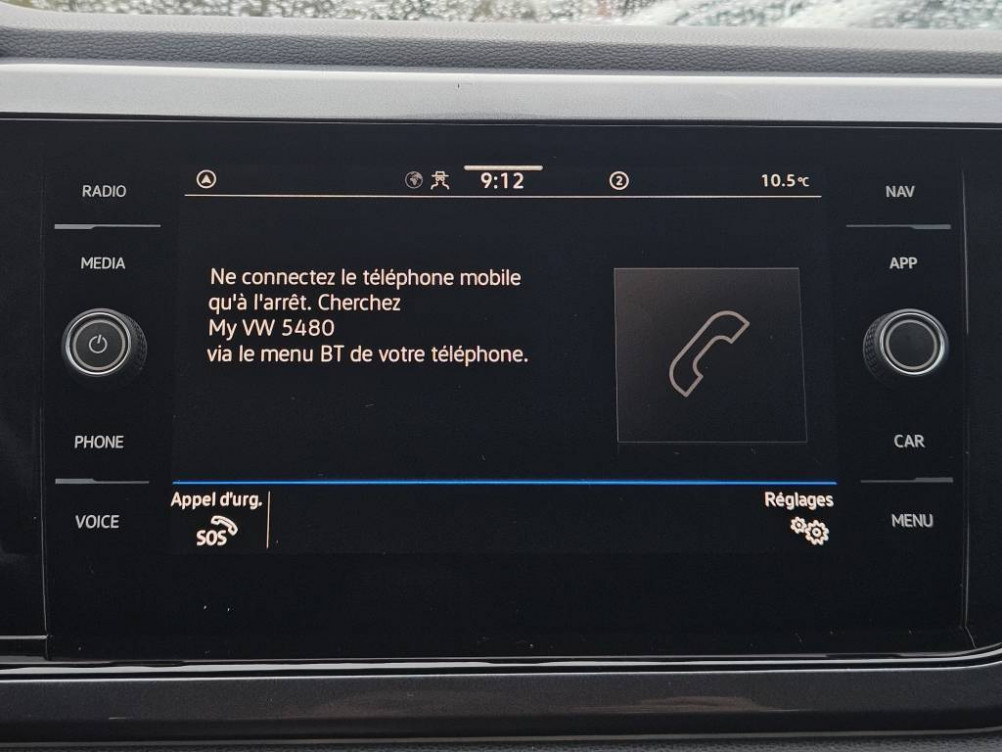 RADIO
MEDIA
PHONE
VOICE
9:12
2
10.5°C
Ne connectez le téléphone mobile
qu'à l'arrêt. Cherchez
My VW 5480
via le menu BT de votre téléphone.
Appel d'urg.
SOS
Réglages
NAV
APP
CAR
MENU